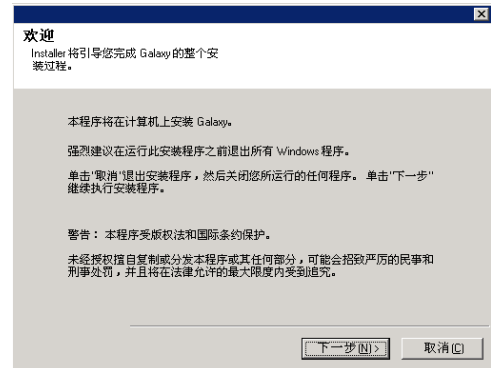 欢迎
Installer 将引导您完成 Galaxy 的整个安
装过程。
本程序将在计算机上安装 Galaxy。
强烈建议在运行此安装程序之前退出所有 Windows 程序。
单击"取消"退出安装程序，然后关闭您所运行的任何程序。 单击"下一步"
继续执行安装程序。
警告： 本程序受版权法和国际条约保护。
未经授权擅自复制或分发本程序或其任何部分，可能会招致严厉的民事和
刑事处罚，并且将在法律允许的最大限度内受到追究。
下一步(N)> 取消(C)